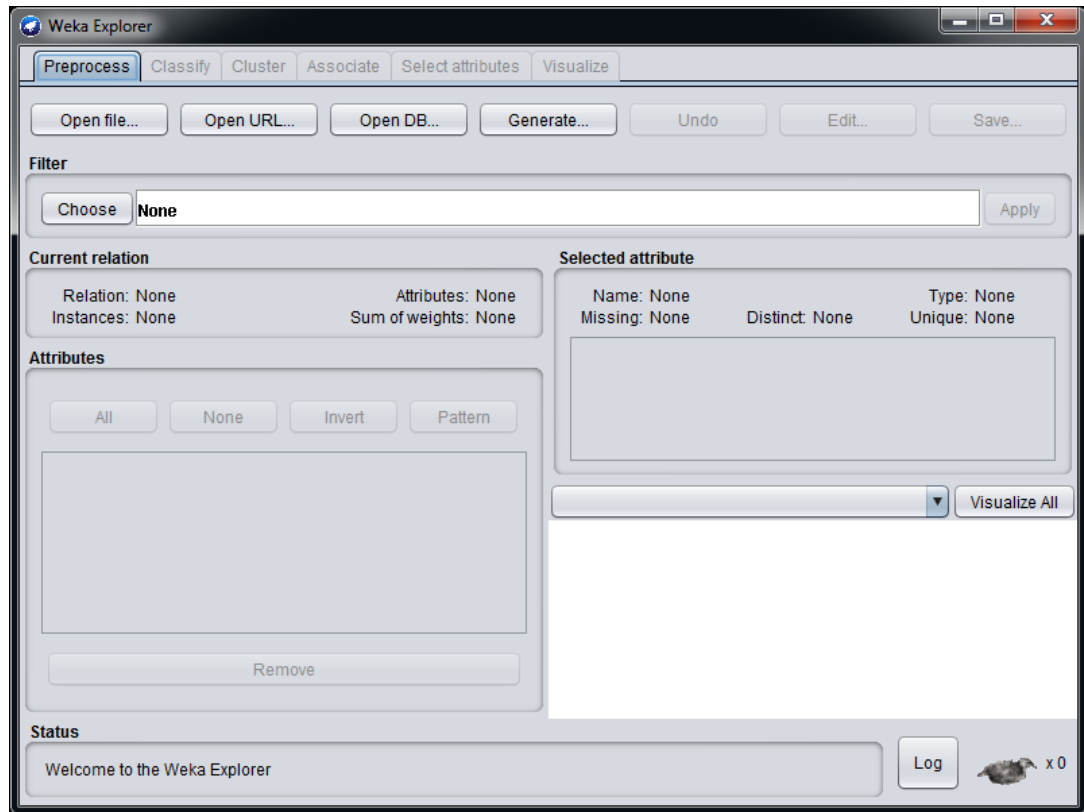 Weka Explorer
Preprocess Classify Cluster Associate Select attributes Visualize
Open file... Open URL... Open DB... Generate... Undo Edit... Save...
Filter
Choose None Apply
Current relation
Relation: None Attributes: None
Instances: None Sum of weights: None
Selected attribute
Name: None Type: None
Missing: None Distinct: None Unique: None
Attributes
All None Invert Pattern
Remove
Visualize All
Status
Welcome to the Weka Explorer
Log x 0